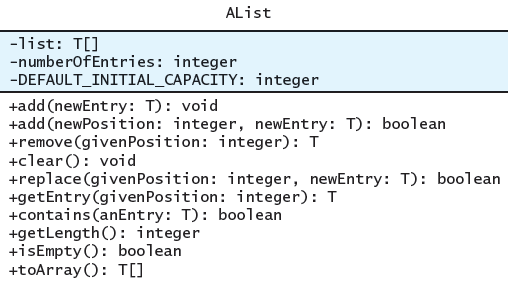 AList
-list: T[]
-numberOfEntries: integer
-DEFAULT_INITIAL_CAPACITY: integer
+add(newEntry: T): void
+add(newPosition: integer, newEntry: T): boolean
+remove(givenPosition: integer): T
+clear(): void
+replace(givenPosition: integer, newEntry: T): boolean
+getEntry(givenPosition: integer): T
+contains(anEntry: T): boolean
+getLength(): integer
+isEmpty(): boolean
+toArray(): T[]